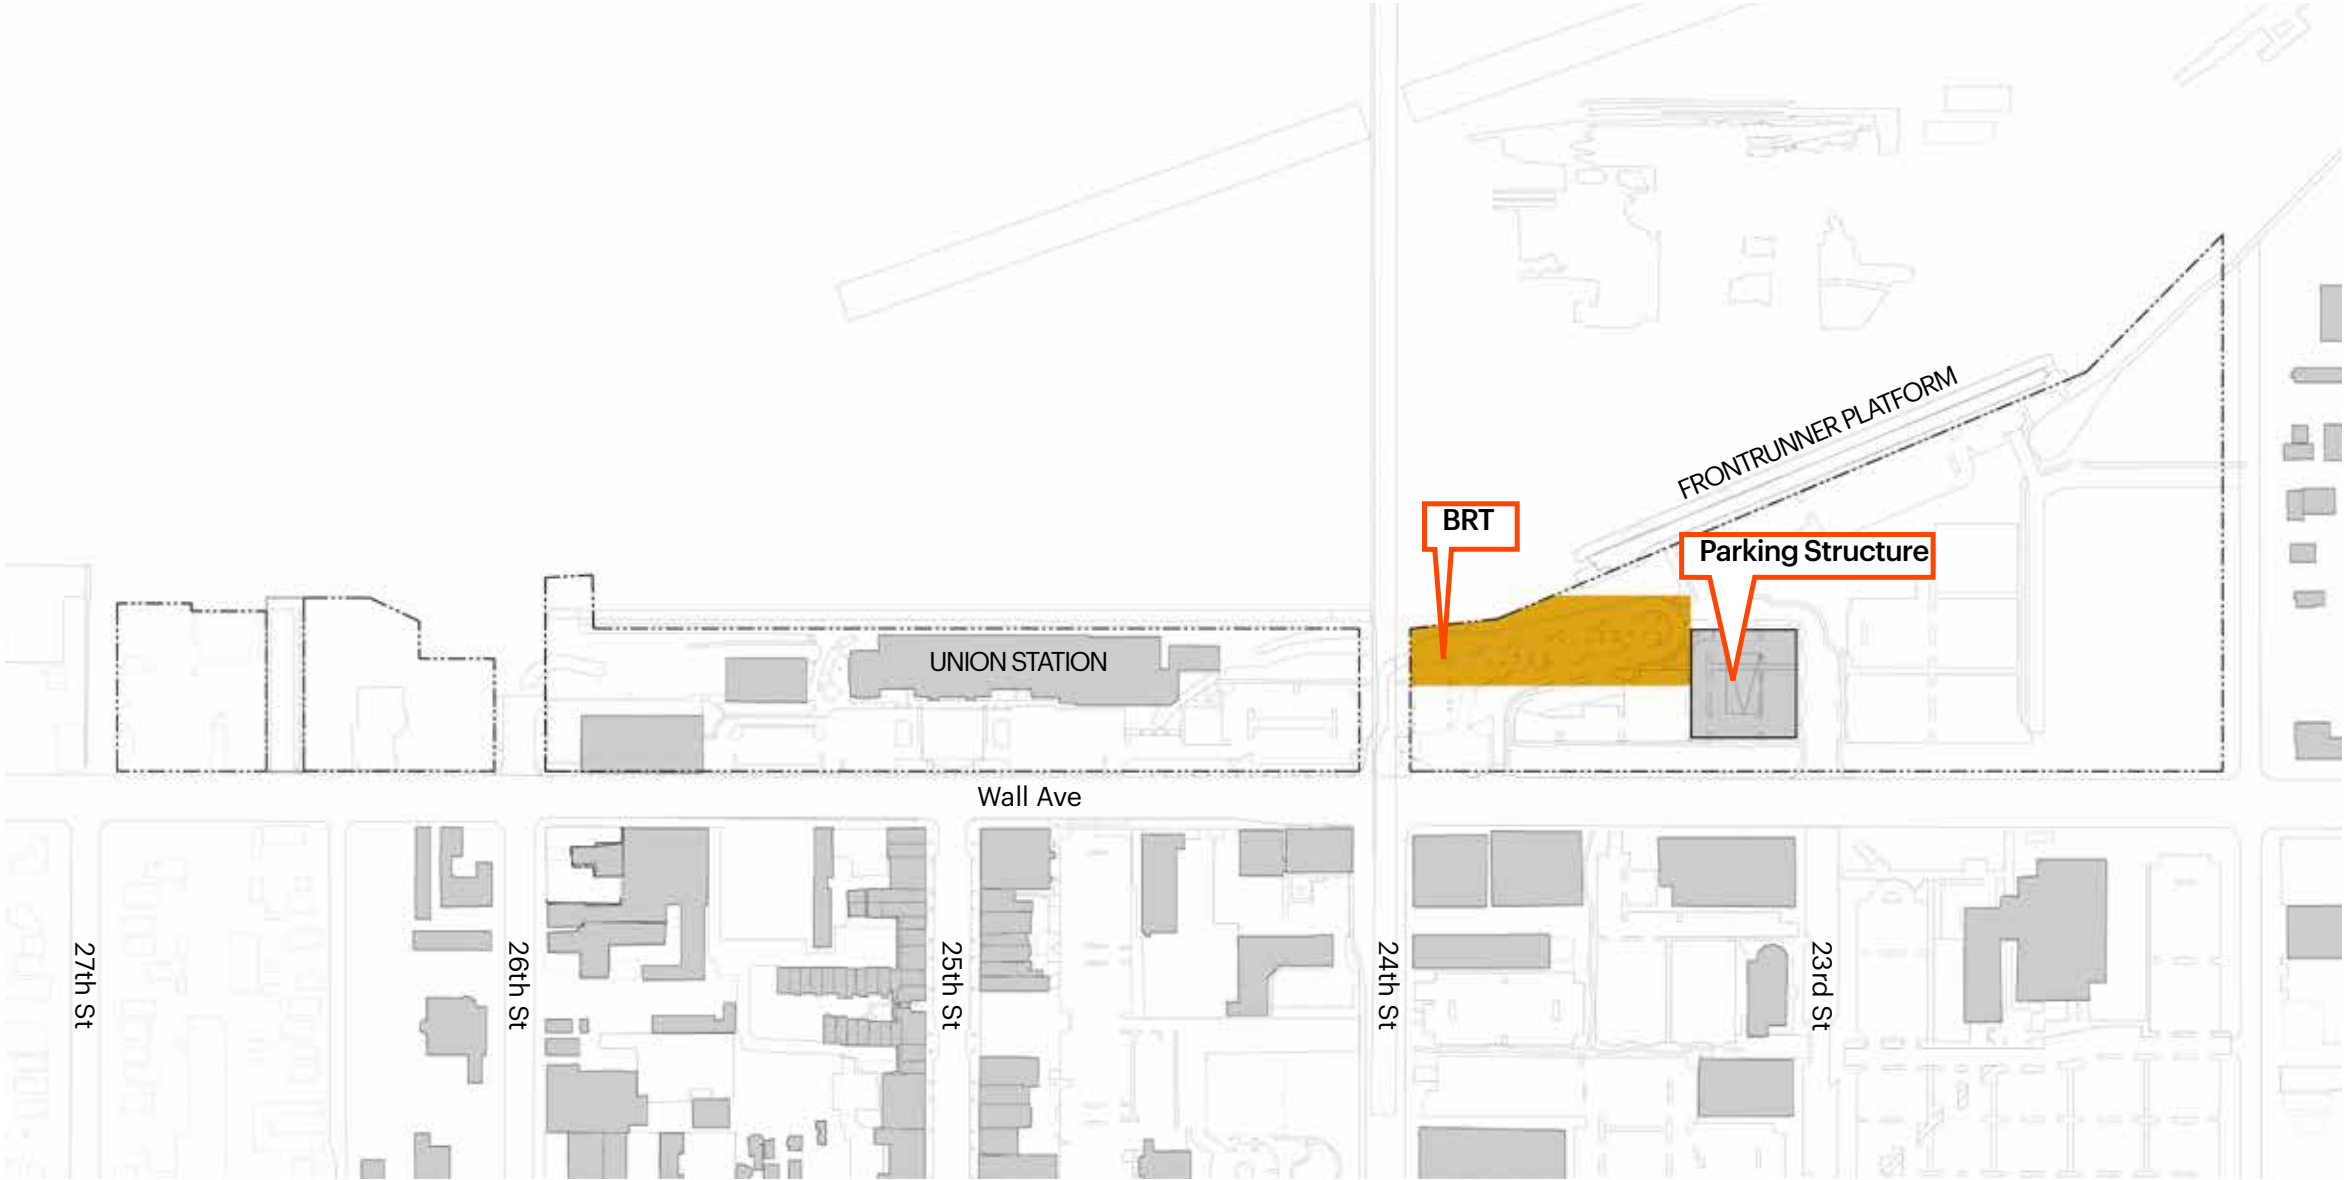 FRONTRUNNER PLATFORM
BRT
Parking Structure
UNION STATION
Wall Ave
27th St
26th St
25th St
24th St
23rd St